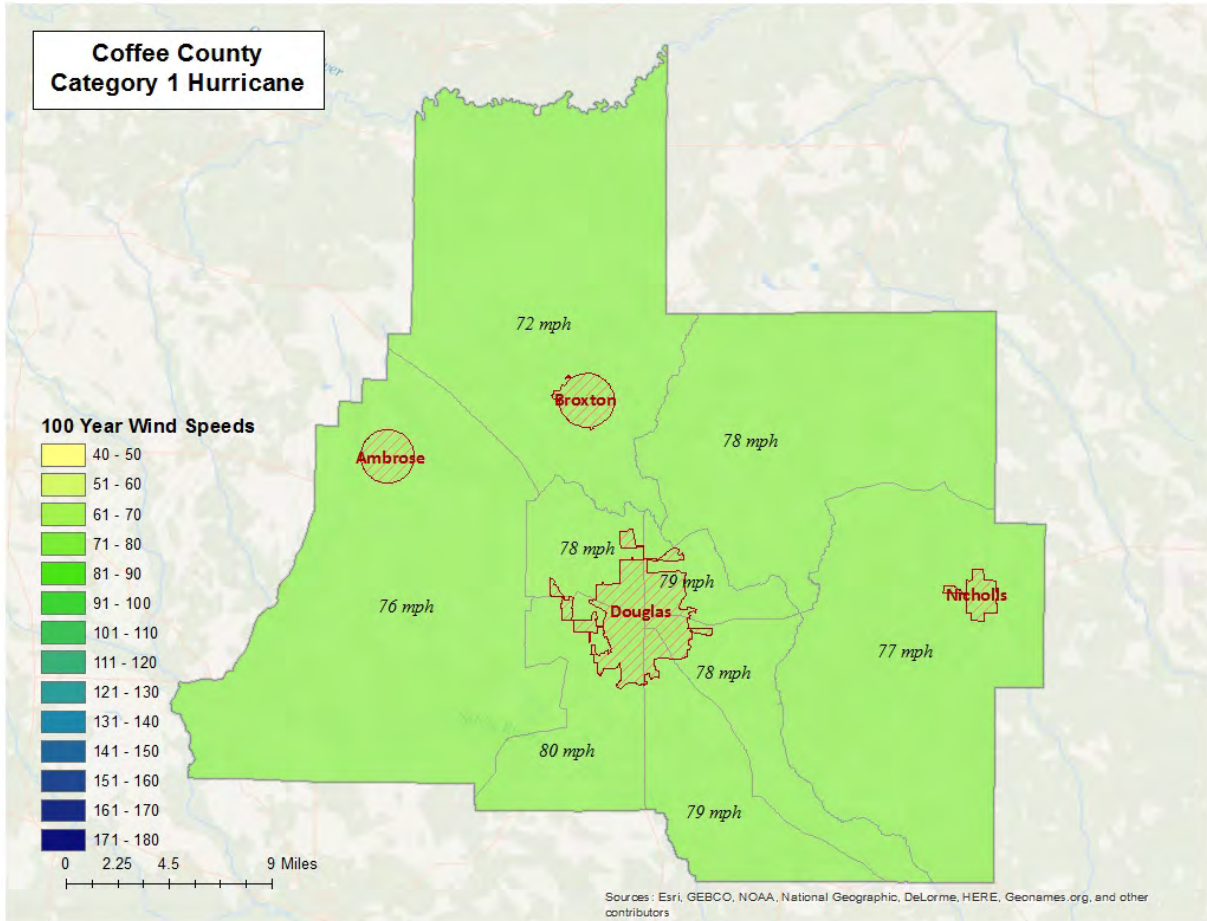 Coffee County
Category 1 Hurricane
72 mph
Broxton
78 mph
Ambrose
100 Year Wind Speeds
40 - 50
51 - 60
61 - 70
71 - 80
81 - 90
91 - 100
101 - 110
111 - 120
121 - 130
131 - 140
141 - 150
151 - 160
161 - 170
171 - 180
78 mph
79 mph
76 mph
Douglas
Nicholls
77 mph
78 mph
80 mph
79 mph
0 2.25 4.5 9 Miles
Sources: Esri, GEBCO, NOAA, National Geographic, DeLorme, HERE, Geonames.org, and other
contributors